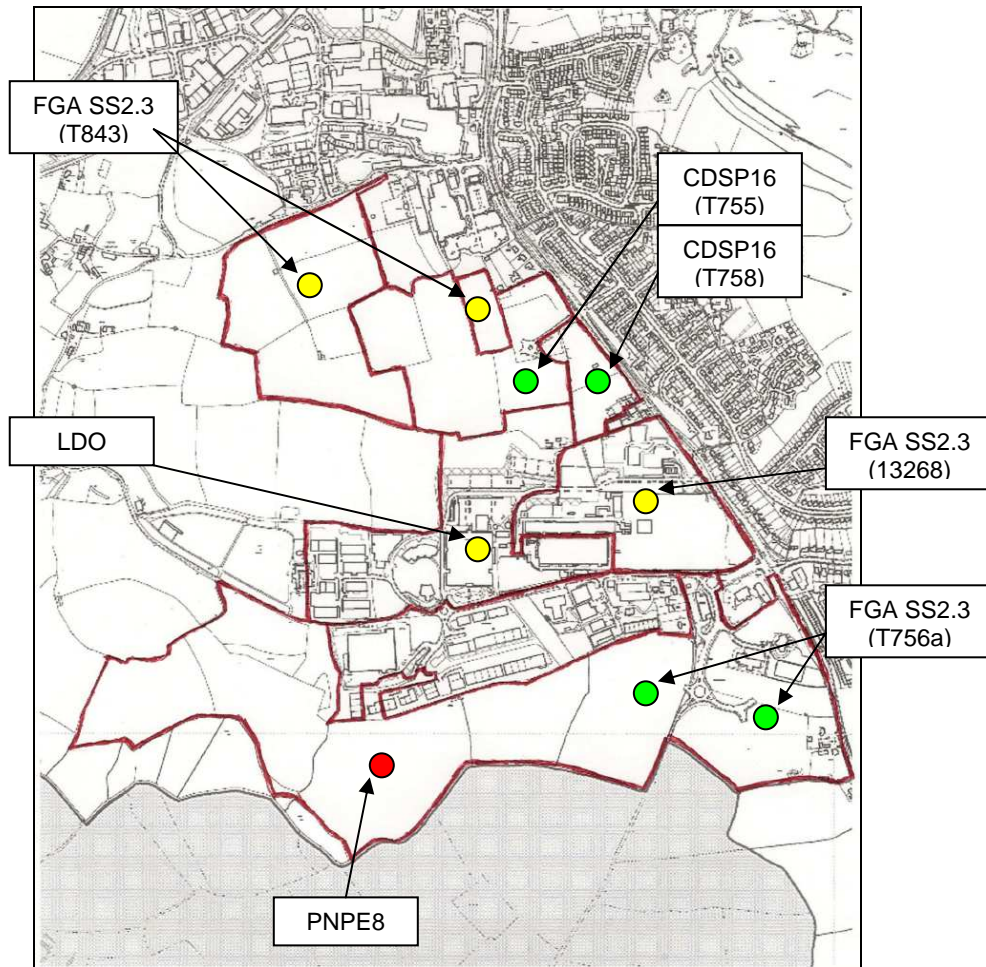 FGA SS2.3
(T843)
CDSP16
(T755)
CDSP16
(T758)
LDO
FGA SS2.3
(13268)
FGA SS2.3
(T756a)
PNPE8